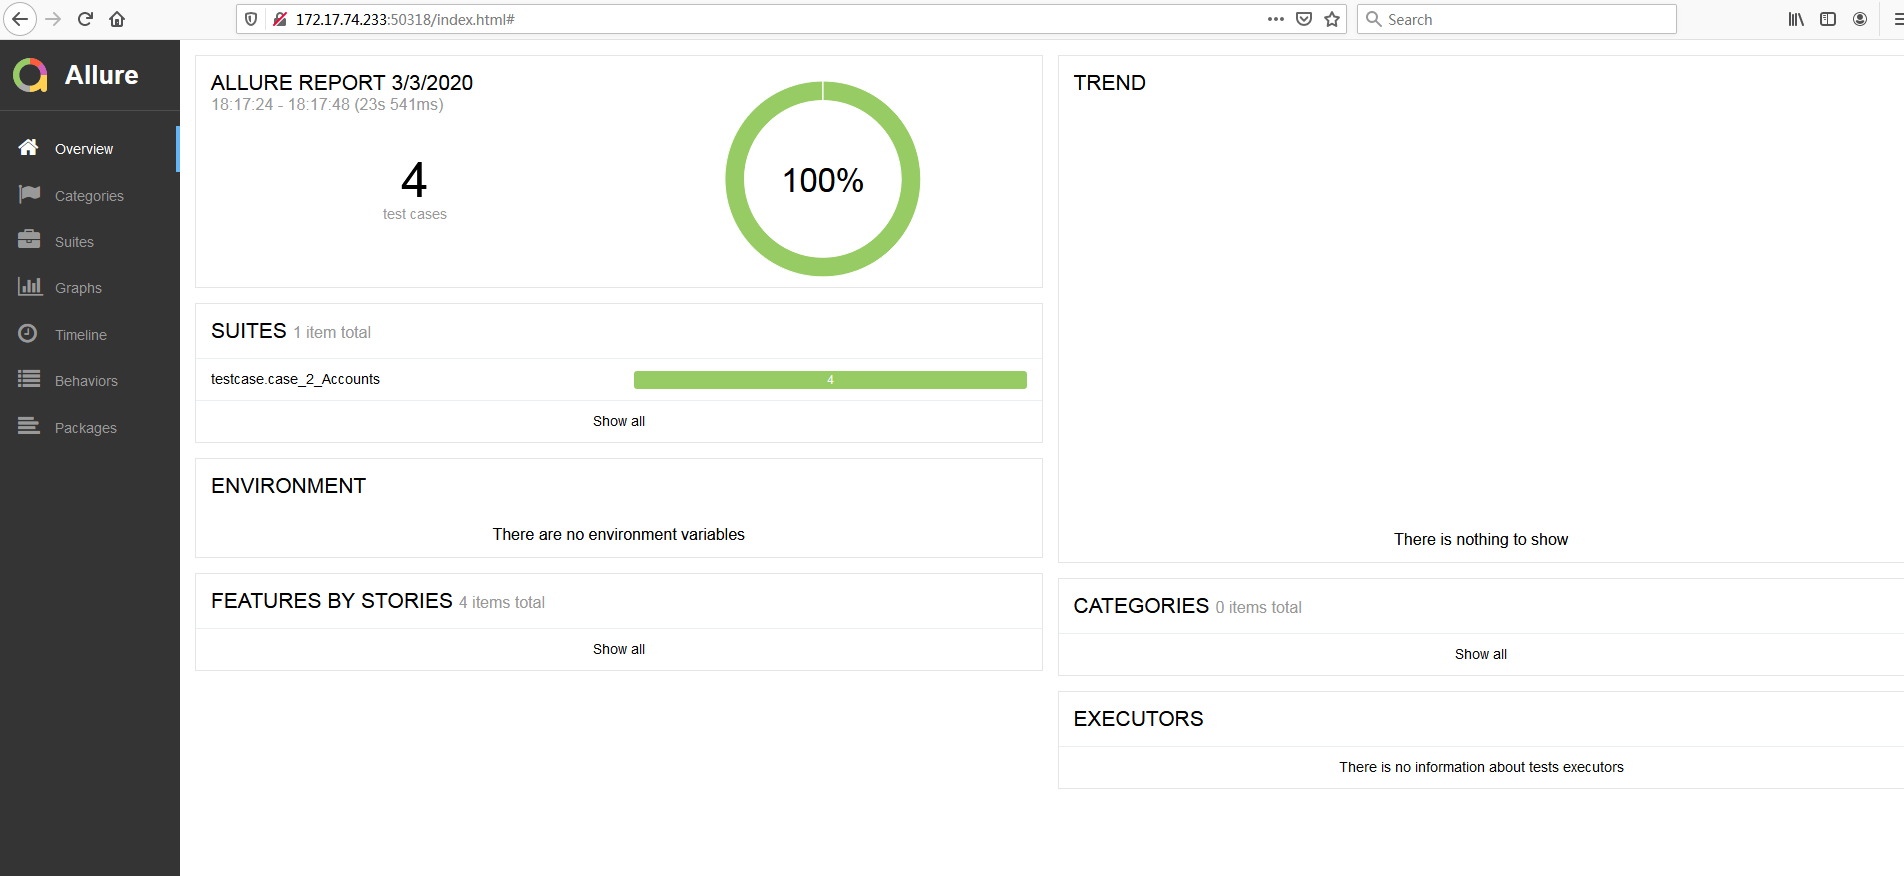 172.17.74.233:50318/index.html#
Search
Allure
Overview
Categories
Suites
Graphs
Timeline
Behaviors
Packages
ALLURE REPORT 3/3/2020
18:17:24 - 18:17:48 (23s 541ms)
4
test cases
100%
SUITES 1 item total
testcase.case_2_Accounts
4
Show all
ENVIRONMENT
There are no environment variables
FEATURES BY STORIES 4 items total
Show all
TREND
There is nothing to show
CATEGORIES 0 items total
Show all
EXECUTORS
There is no information about tests executors